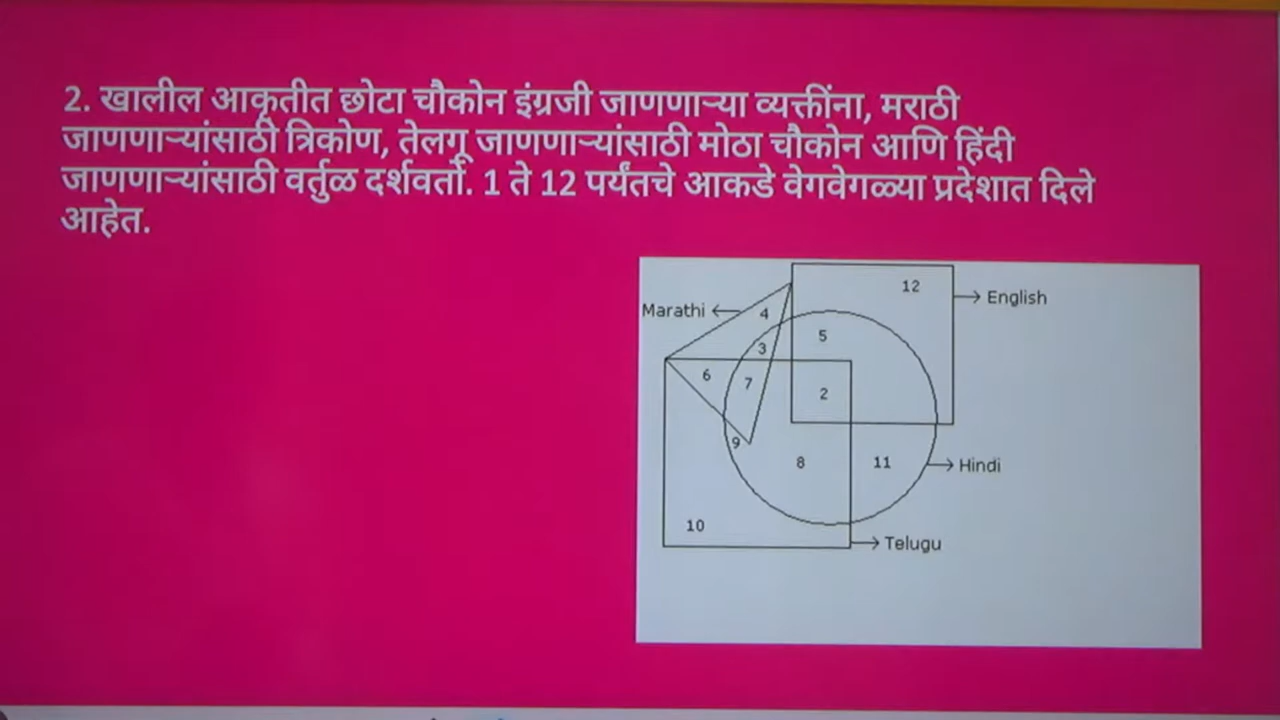 2. खालील आकृतीत छोटा चौकोन इंग्रजी जाणणाऱ्या व्यक्तींना, मराठी
जाणणाऱ्यांसाठी त्रिकोण, तेलगू जाणणाऱ्यांसाठी मोठा चौकोन आणि हिंदी
जाणणाऱ्यांसाठी वर्तुळ दर्शवतो. 1 ते 12 पर्यंतचे आकडे वेगवेगळ्या प्रदेशात दिले
आहेत.
12
Marathi
4
English
5
3
6
7
2
9
8
11
Hindi
10
Telugu